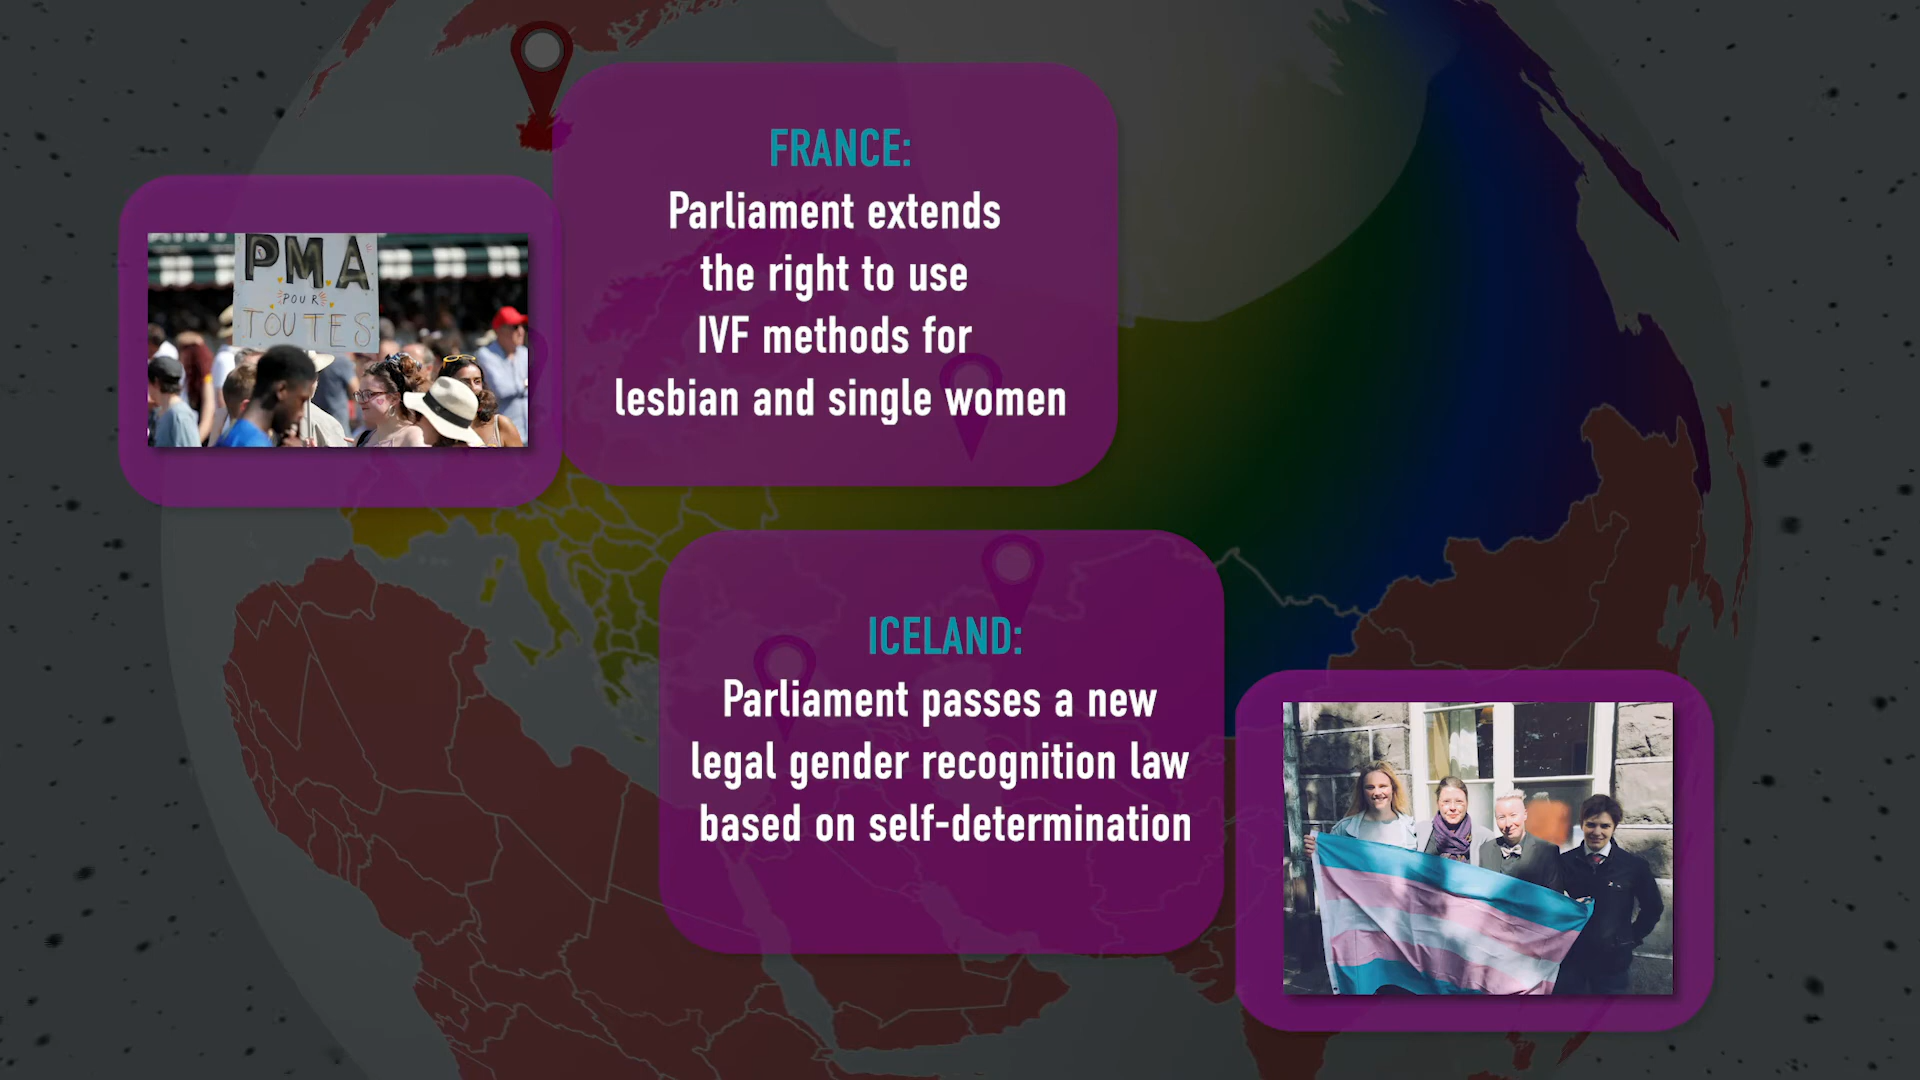 FRANCE:
Parliament extends
the right to use
IVF methods for
lesbian and single women
PMA
POUR
TOUTES
ICELAND:
Parliament passes a new
legal gender recognition law
based on self-determination